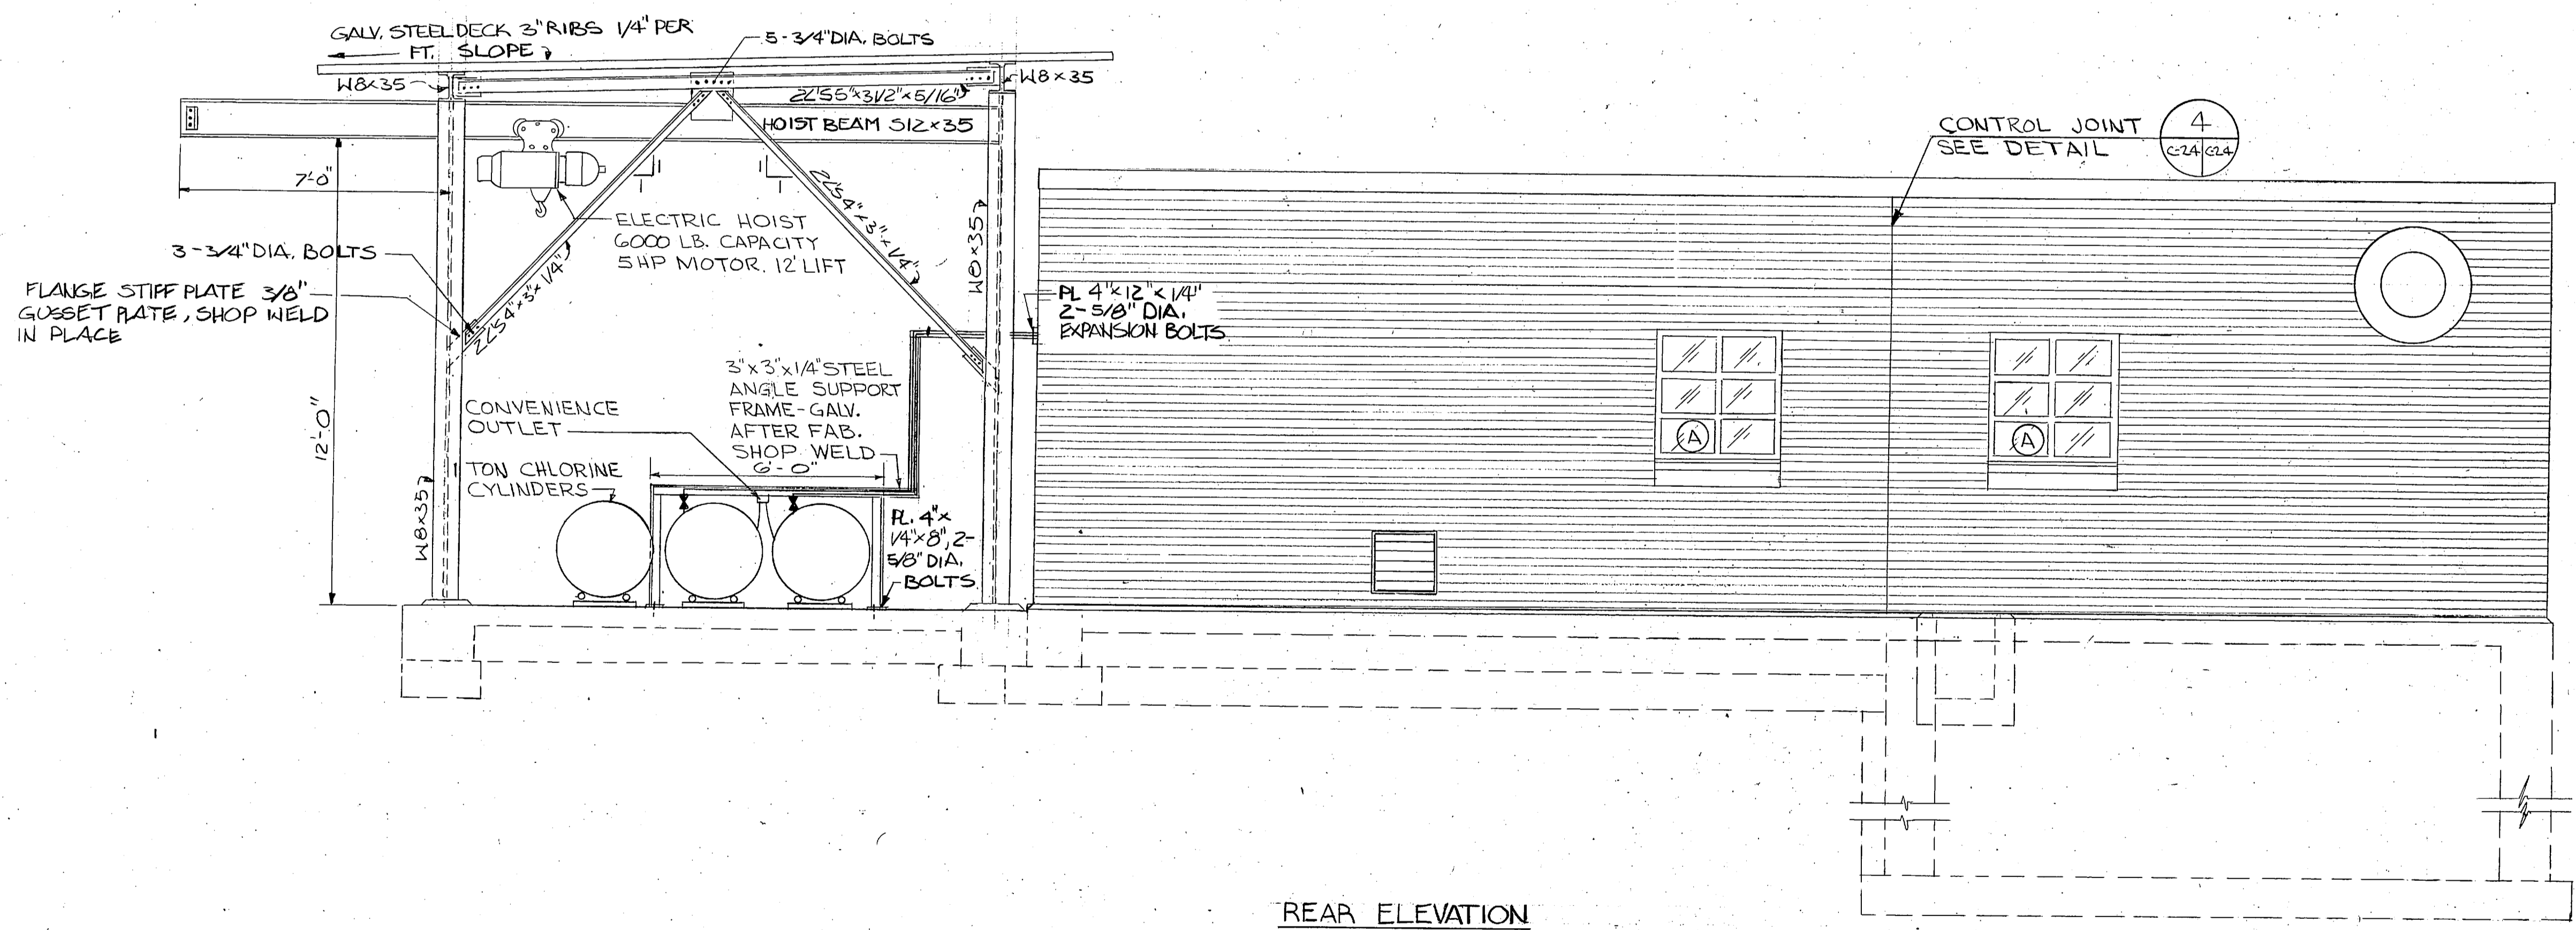 GALV. STEEL DECK 3" RIBS 1/4" PER
FT. SLOPE
5-3/4" DIA. BOLTS
W8×35
W8×35
2L'S 5"×3 1/2"×5/16"
HOIST BEAM S12×35
CONTROL JOINT
SEE DETAIL
4
C-24 C-24
7'-0"
ELECTRIC HOIST
6000 LB. CAPACITY
5HP MOTOR. 12' LIFT
2L'S 4"×3"×1/4"
W8×35
3-3/4" DIA. BOLTS
2L'S 4"×3"×1/4"
FLANGE STIFF PLATE 3/8"
GUSSET PLATE, SHOP WELD
IN PLACE
PL 4"×12"×1/4"
2-5/8" DIA.
EXPANSION BOLTS
12'-0"
3"×3"×1/4" STEEL
ANGLE SUPPORT
FRAME-GALV.
AFTER FAB.
SHOP WELD
CONVENIENCE
OUTLET
6'-0"
TON CHLORINE
CYLINDERS
W8×35
PL. 4"×
1/4"×8", 2-
5/8" DIA.
BOLTS
A
A
REAR ELEVATION